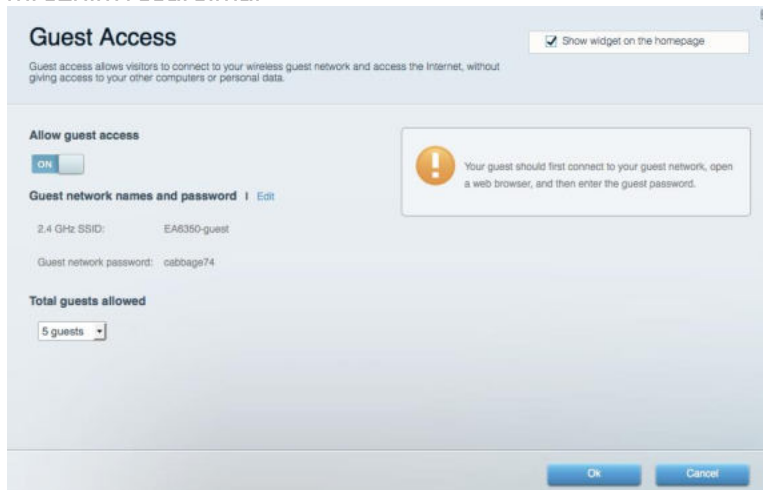 Guest Access
Show widget on the homepage
Guest access allows visitors to connect to your wireless guest network and access the Internet, without
giving access to your other computers or personal data.
Allow guest access
ON
Your guest should first connect to your guest network, open
a web browser, and then enter the guest password.
Guest network names and password | Edit
2.4 GHz SSID: EA6350-guest
Guest network password: cabbage74
Total guests allowed
5 guests
Ok Cancel